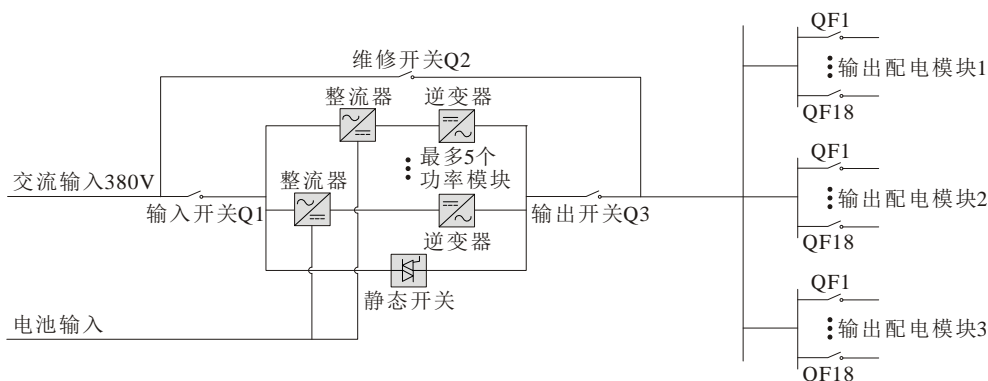 维修开关Q2
整流器
逆变器
最多5个
功率模块
交流输入380V
输入开关Q1
整流器
逆变器
输出开关Q3
静态开关
电池输入
QF1
输出配电模块1
QF18
QF1
输出配电模块2
QF18
QF1
输出配电模块3
QF18